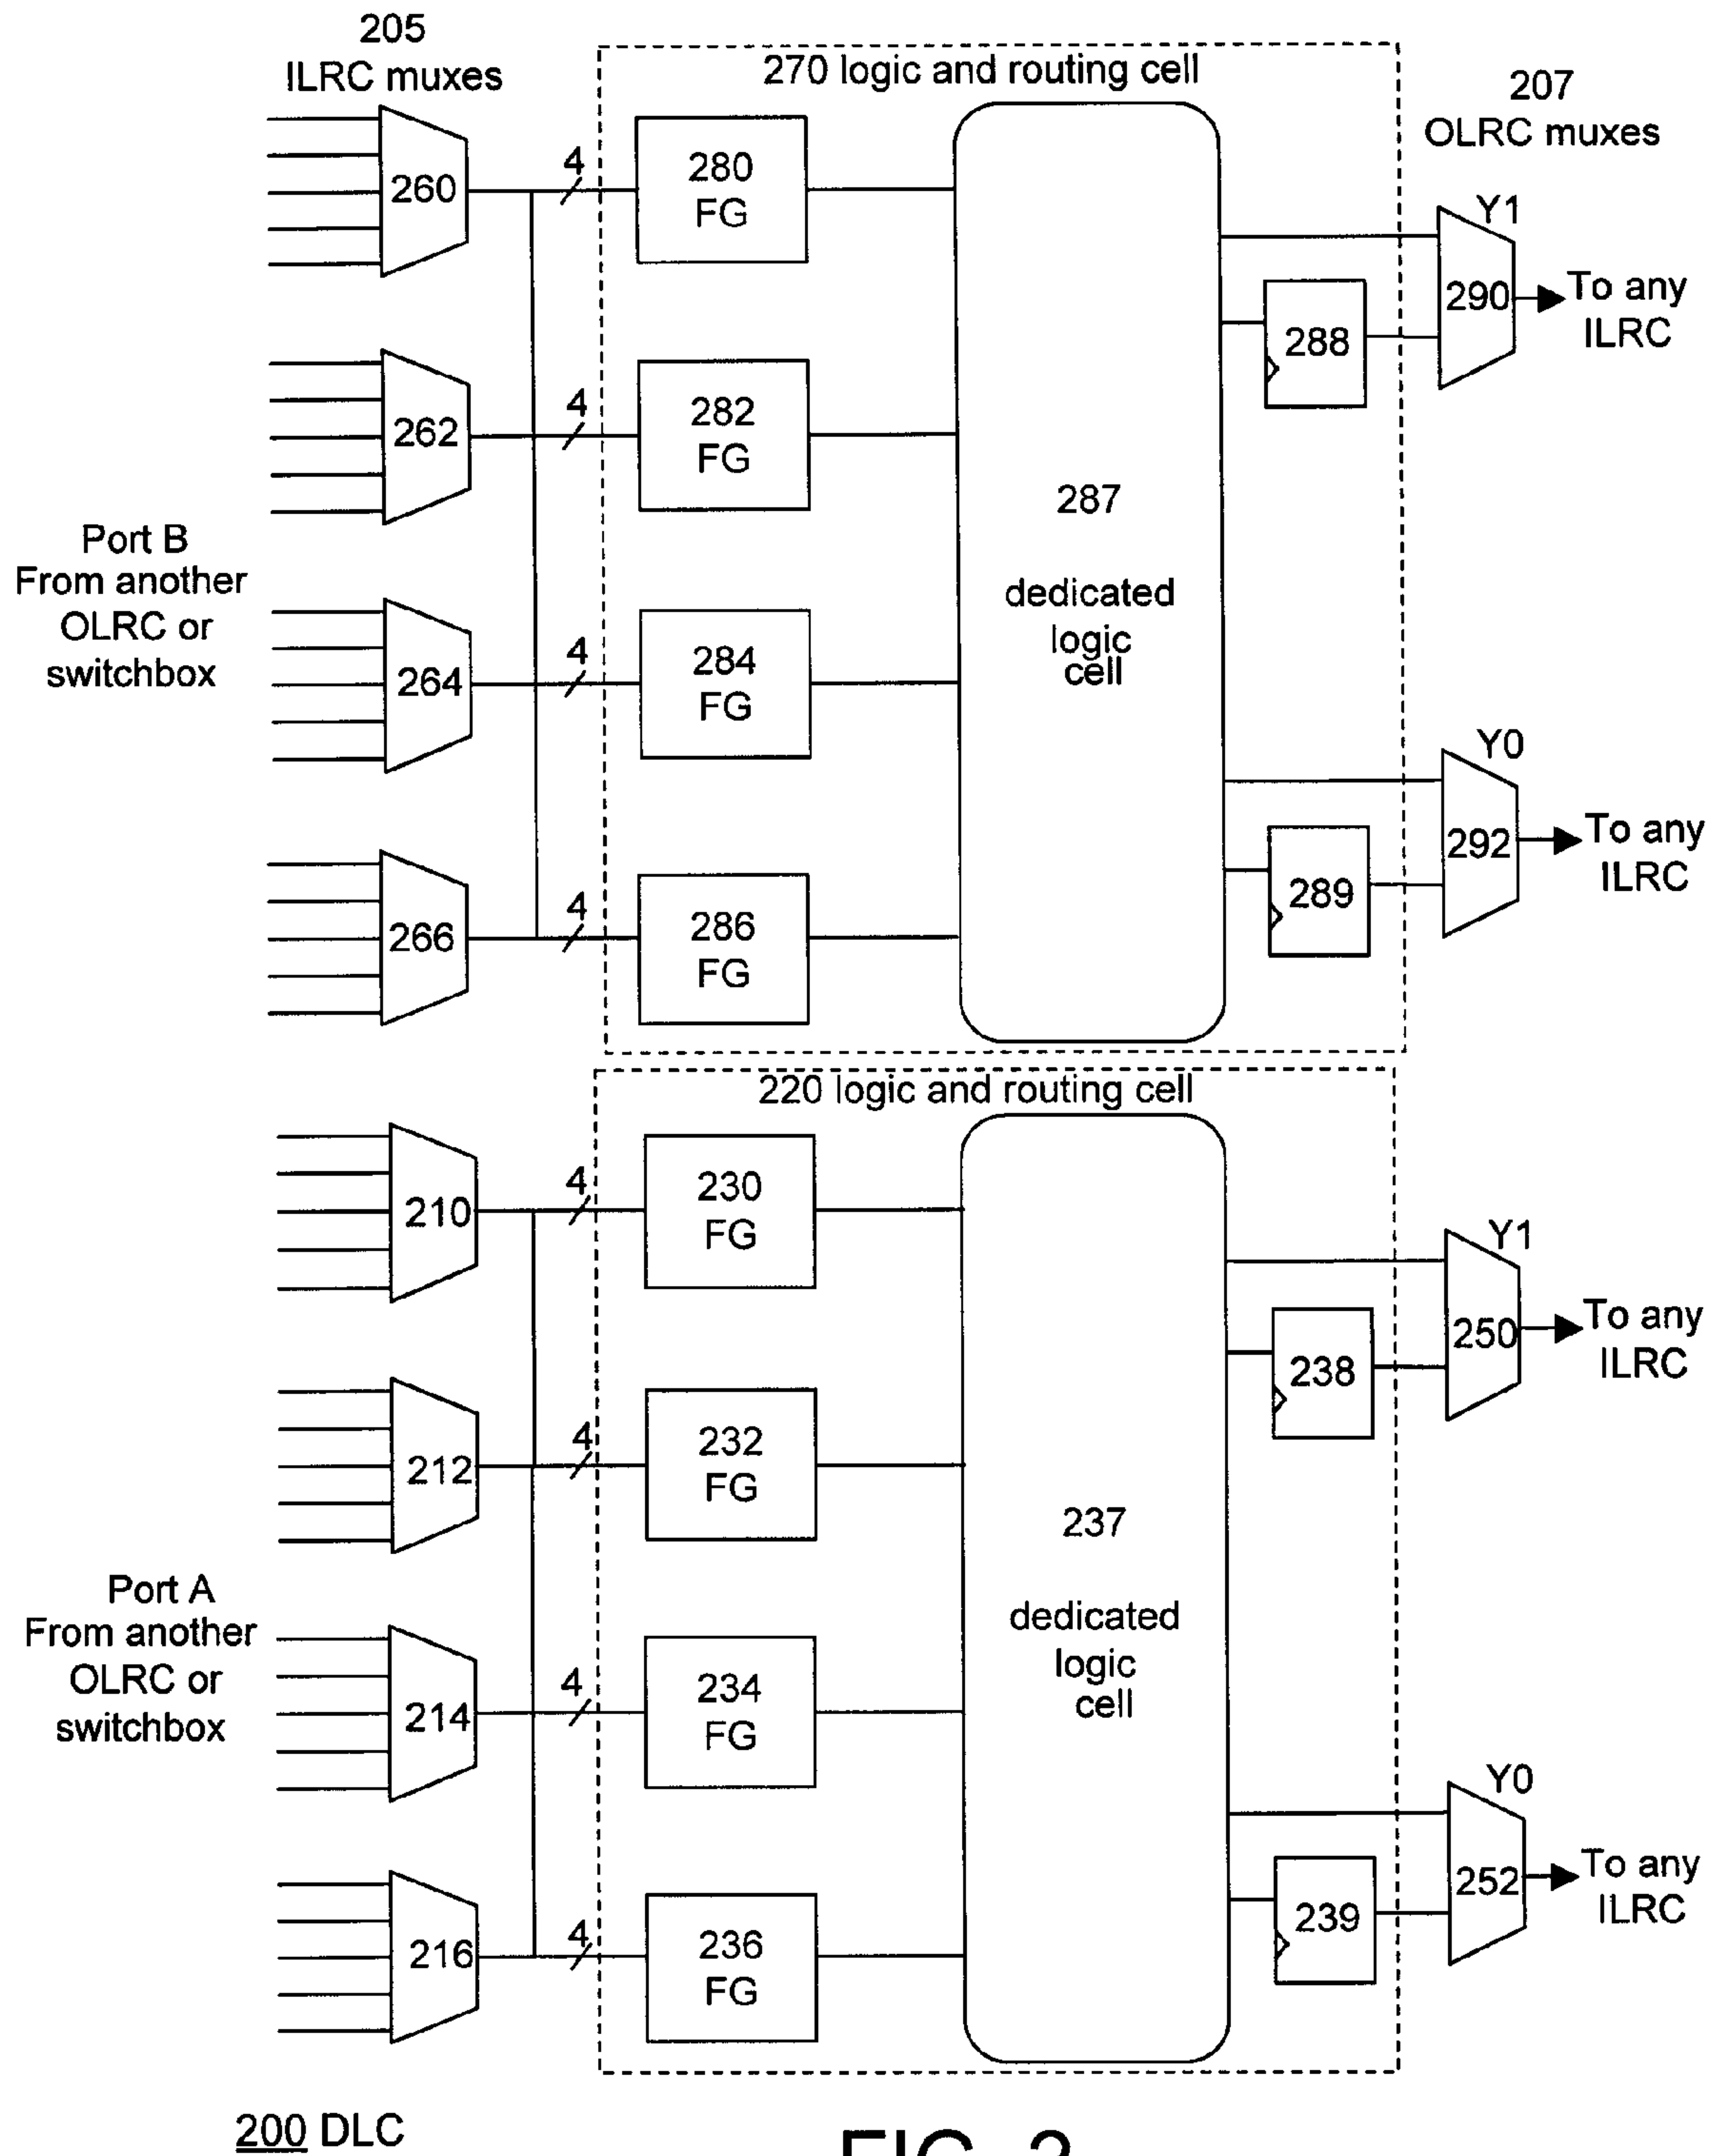 205
ILRC muxes
270 logic and routing cell
207
OLRC muxes
260
4
280
FG
Y1
290
To any
ILRC
288
262
4
282
FG
287
dedicated
logic
cell
Port B
From another
OLRC or
switchbox
264
4
284
FG
Y0
292
To any
ILRC
289
266
4
286
FG
220 logic and routing cell
210
4
230
FG
Y1
250
To any
ILRC
238
212
4
232
FG
237
dedicated
logic
cell
Port A
From another
OLRC or
switchbox
214
4
234
FG
Y0
252
To any
ILRC
239
216
4
236
FG
200 DLC
FIG. 2